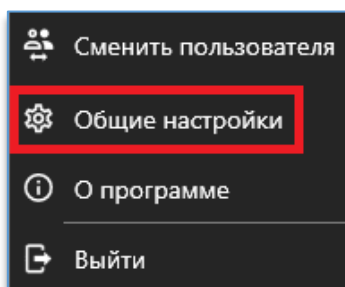 Сменить пользователя
Общие настройки
О программе
Выйти